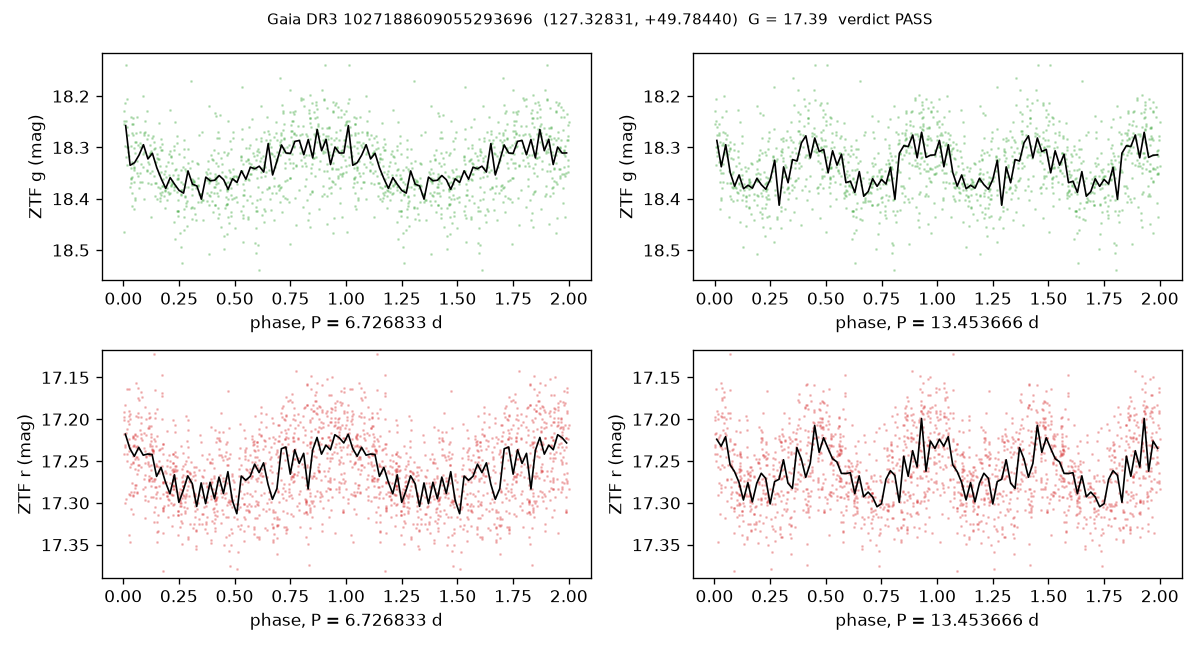 Gaia DR3 1027188609055293696  (127.32831, +49.78440)  G = 17.39  verdict PASS
ZTF g (mag)
18.2
18.3
18.4
18.5
0.00 0.25 0.50 0.75 1.00 1.25 1.50 1.75 2.00
phase, P = 6.726833 d
ZTF g (mag)
18.2
18.3
18.4
18.5
0.00 0.25 0.50 0.75 1.00 1.25 1.50 1.75 2.00
phase, P = 13.453666 d
ZTF r (mag)
17.15
17.20
17.25
17.30
17.35
0.00 0.25 0.50 0.75 1.00 1.25 1.50 1.75 2.00
phase, P = 6.726833 d
ZTF r (mag)
17.15
17.20
17.25
17.30
17.35
0.00 0.25 0.50 0.75 1.00 1.25 1.50 1.75 2.00
phase, P = 13.453666 d